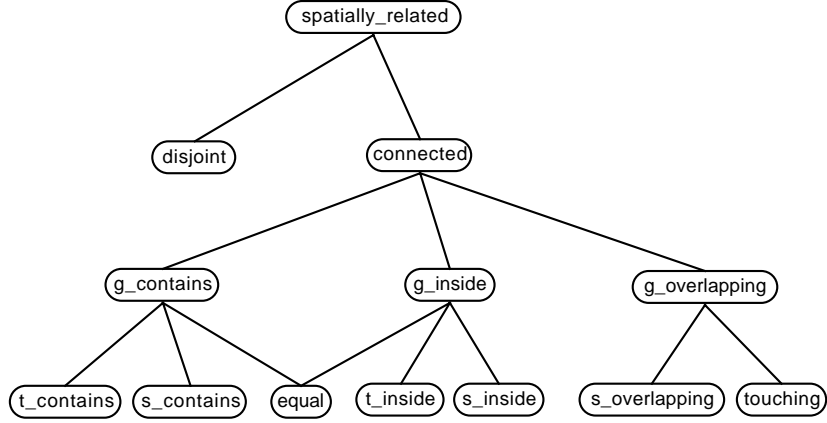 spatially_related
disjoint
connected
g_contains
g_inside
g_overlapping
t_contains
s_contains
equal
t_inside
s_inside
s_overlapping
touching